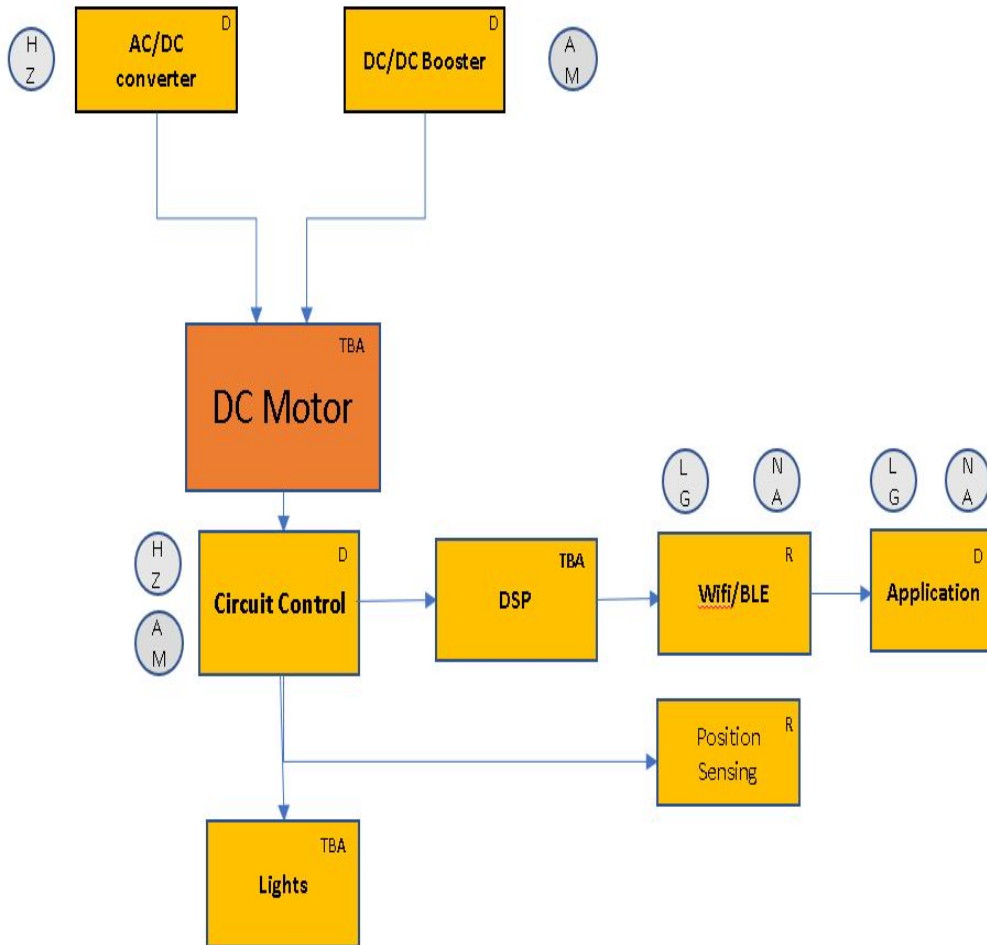 H
Z
D
AC/DC
converter
D
DC/DC Booster
A
M
TBA
DC Motor
H
Z
A
M
D
Circuit Control
TBA
DSP
L
G
N
A
R
Wifi/BLE
L
G
N
A
D
Application
R
Position
Sensing
TBA
Lights